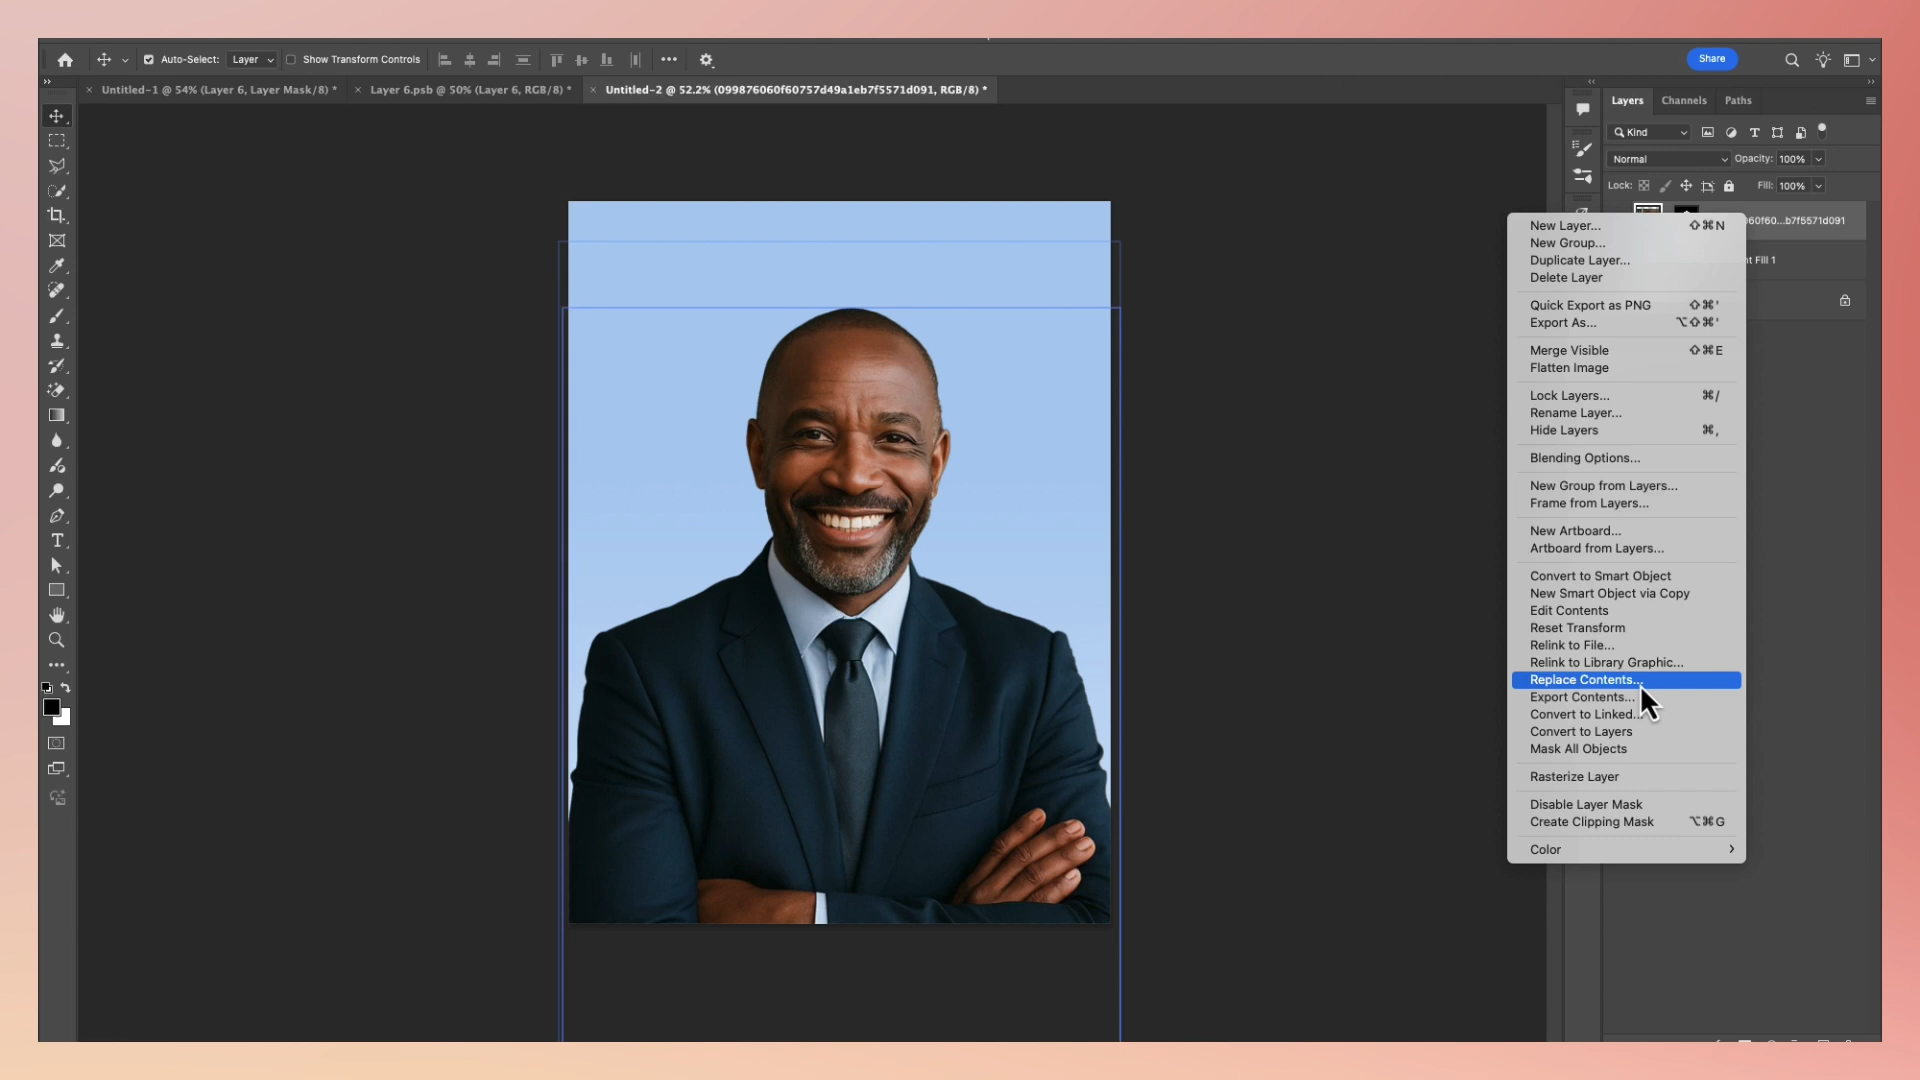 Auto-Select: Layer Show Transform Controls Share
Untitled-1 @ 54% (Layer 6, Layer Mask/8) * Layer 6.psb @ 50% (Layer 6, RGB/8) * Untitled-2 @ 52.2% (099876060f60757d49a1eb7f5571d091, RGB/8) *
Layers Channels Paths
Kind
Normal Opacity: 100%
Lock: Fill: 100%
060f60...b7f5571d091
nt Fill 1
New Layer... ⇧⌘N
New Group...
Duplicate Layer...
Delete Layer
Quick Export as PNG ⇧⌘'
Export As... ⌥⇧⌘'
Merge Visible ⇧⌘E
Flatten Image
Lock Layers... ⌘/
Rename Layer...
Hide Layers ⌘,
Blending Options...
New Group from Layers...
Frame from Layers...
New Artboard...
Artboard from Layers...
Convert to Smart Object
New Smart Object via Copy
Edit Contents
Reset Transform
Relink to File...
Relink to Library Graphic...
Replace Contents...
Export Contents...
Convert to Linked...
Convert to Layers
Mask All Objects
Rasterize Layer
Disable Layer Mask
Create Clipping Mask ⌥⌘G
Color